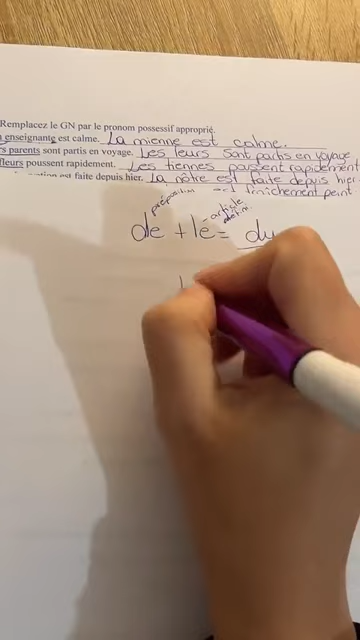 Remplacez le GN par le pronom possessif approprié.
enseignante est calme. La mienne est calme.
rs parents sont partis en voyage. Les leurs sont partis en voyage
fleurs poussent rapidement. Les tiennes poussent rapidement
est faite depuis hier. La nôtre est faite depuis hier
est fraîchement peint
préposition article défini
de + le = du